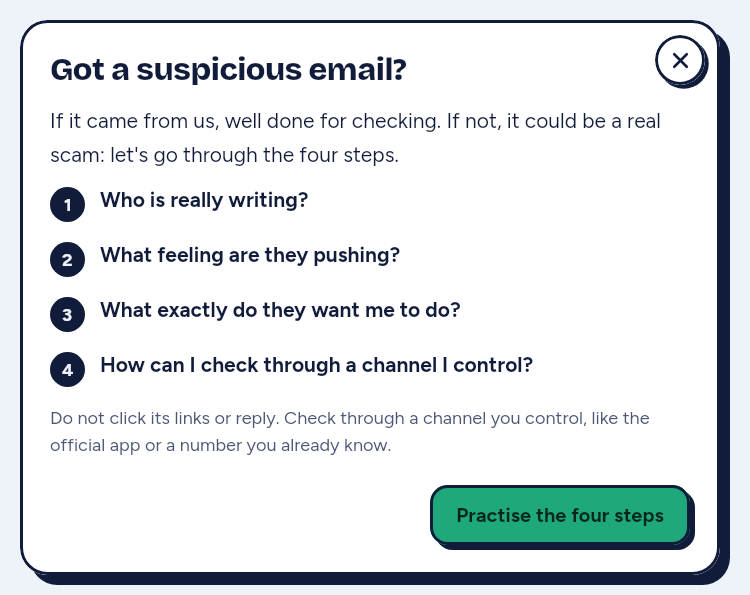 Got a suspicious email?
If it came from us, well done for checking. If not, it could be a real
scam: let's go through the four steps.
1 Who is really writing?
2 What feeling are they pushing?
3 What exactly do they want me to do?
4 How can I check through a channel I control?
Do not click its links or reply. Check through a channel you control, like the
official app or a number you already know.
Practise the four steps